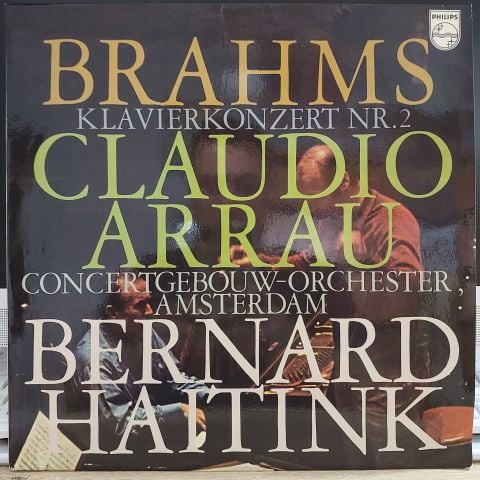 PHILIPS
BRAHMS
KLAVIERKONZERT NR.2
CLAUDIO
ARRAU
CONCERTGEBOUW-ORCHESTER,
AMSTERDAM
BERNARD
HAITINK